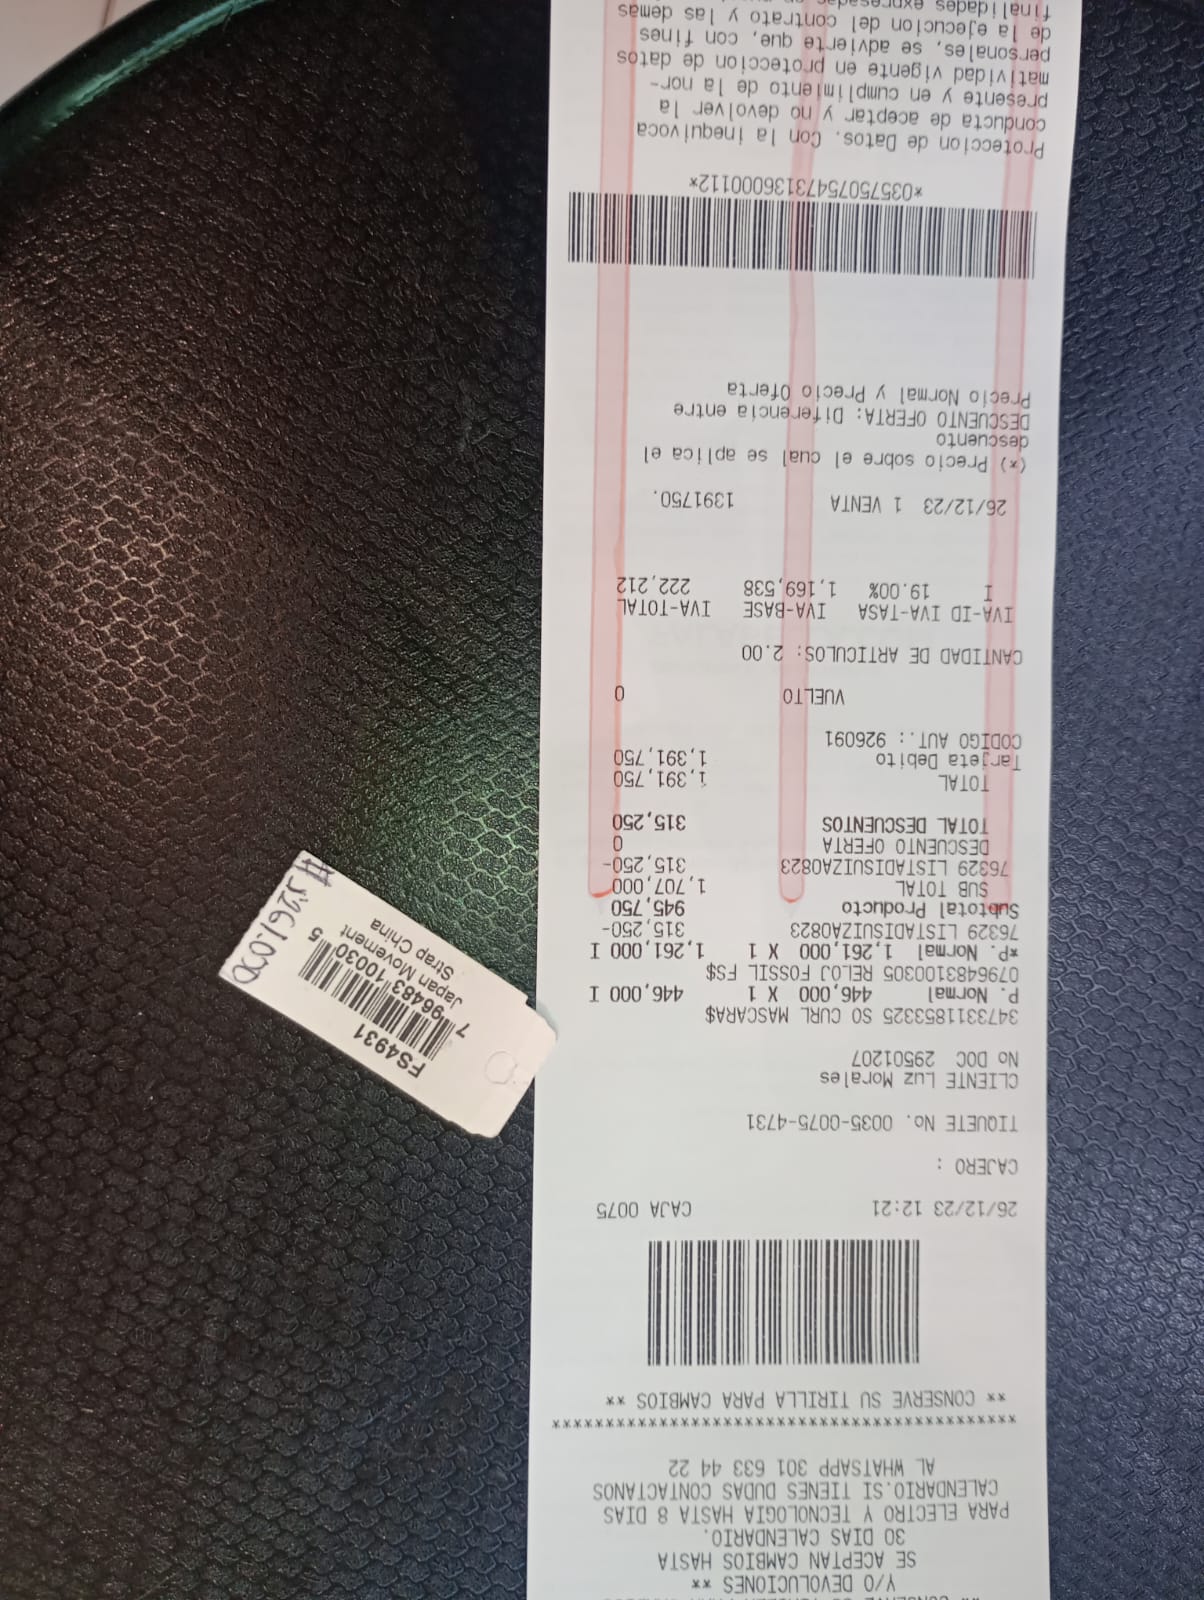 Y/O DEVOLUCIONES **
SE ACEPTAN CAMBIOS HASTA
30 DIAS CALENDARIO.
PARA ELECTRO Y TECNOLOGIA HASTA 8 DIAS
CALENDARIO.SI TIENES DUDAS CONTACTANOS
AL WHATSAPP 301 633 44 22
****************************************
** CONSERVE SU TIRILLA PARA CAMBIOS **
26/12/23 12:21 CAJA 0075
CAJERO :
TIQUETE No. 0035-0075-4731
CLIENTE Luz Morales
No DOC 29501207
3473311853325 SO CURL MASCARA$
P. Normal 446,000 X 1 446,000 I
0796483100305 RELOJ FOSSIL FS$
*P. Normal 1,261,000 X 1 1,261,000 I
76329 LISTADISUIZA0823 315,250-
Subtotal Producto 945,750
SUB TOTAL 1,707,000
76329 LISTADISUIZA0823 315,250-
DESCUENTO OFERTA 0
TOTAL DESCUENTOS 315,250
TOTAL 1,391,750
Tarjeta Debito 1,391,750
CODIGO AUT.: 926091
VUELTO 0
CANTIDAD DE ARTICULOS: 2.00
IVA-ID IVA-TASA IVA-BASE IVA-TOTAL
I 19.00% 1,169,538 222,212
26/12/23 1 VENTA 1391750.
(*) Precio sobre el cual se aplica el
descuento
DESCUENTO OFERTA: Diferencia entre
Precio Normal y Precio Oferta
*03575075473136000112*
Proteccion de Datos. Con la inequivoca
conducta de aceptar y no devolver la
presente y en cumplimiento de la nor-
matividad vigente en proteccion de datos
personales, se advierte que, con fines
de la ejecucion del contrato y las demas
finalidades
FS4931
7 96483 10030 5
Japan Movement
Strap China
1261.000